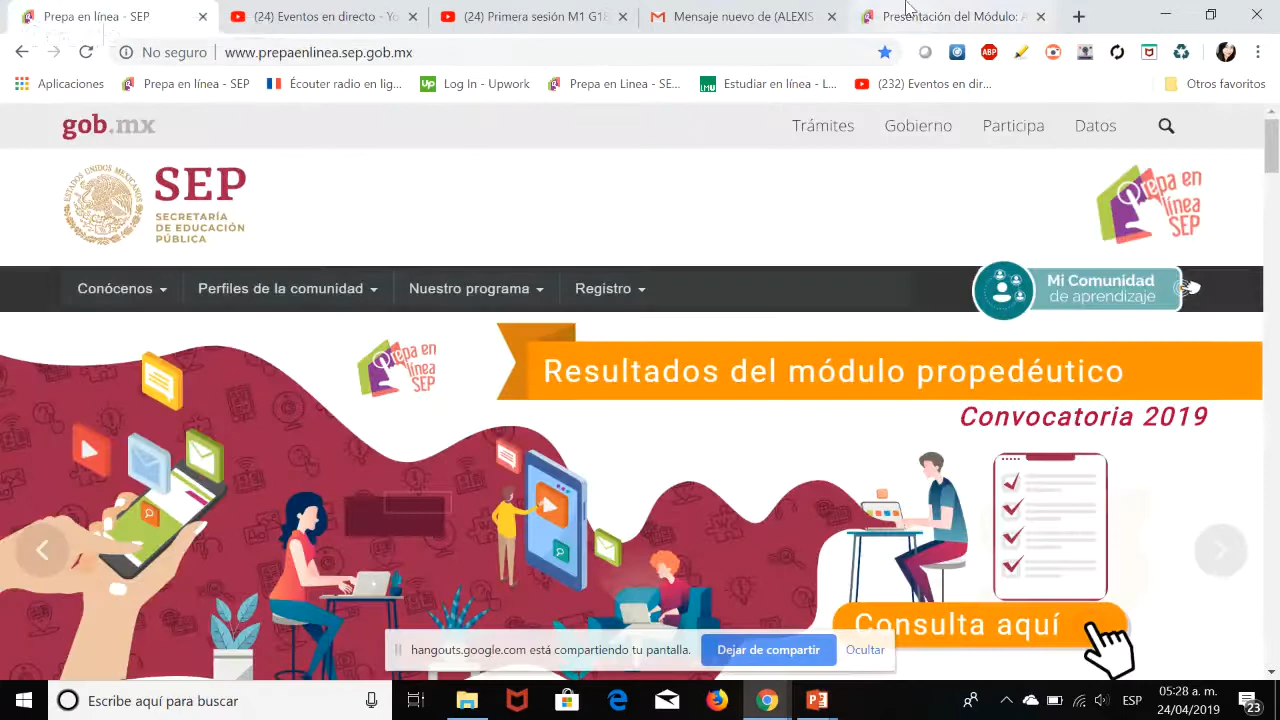 Prepa en línea - SEP
(24) Eventos en directo - Yo
(24) Primera sesión M1 G18
Mensaje nuevo de (ALEXIS
Presentación del Módulo: A
No seguro
www.prepaenlinea.sep.gob.mx
Aplicaciones
Prepa en línea - SEP
Écouter radio en lig...
Log In - Upwork
Prepa en Linea - SE...
Estudiar en línea - L...
(232) Eventos en dir...
Otros favoritos
gob.mx
Trámites
Gobierno
Participa
Datos
SEP
SECRETARÍA
DE EDUCACIÓN
PÚBLICA
ESTADOS UNIDOS MEXICANOS
Prepa en
línea
SEP
Conócenos
Perfiles de la comunidad
Nuestro programa
Registro
Mi Comunidad
de aprendizaje
Prepa en
línea
SEP
Resultados del módulo propedéutico
Convocatoria 2019
Consulta aquí
hangouts.google.com está compartiendo tu pantalla.
Dejar de compartir
Ocultar
Escribe aquí para buscar
ESP
05:28 a. m.
24/04/2019
23